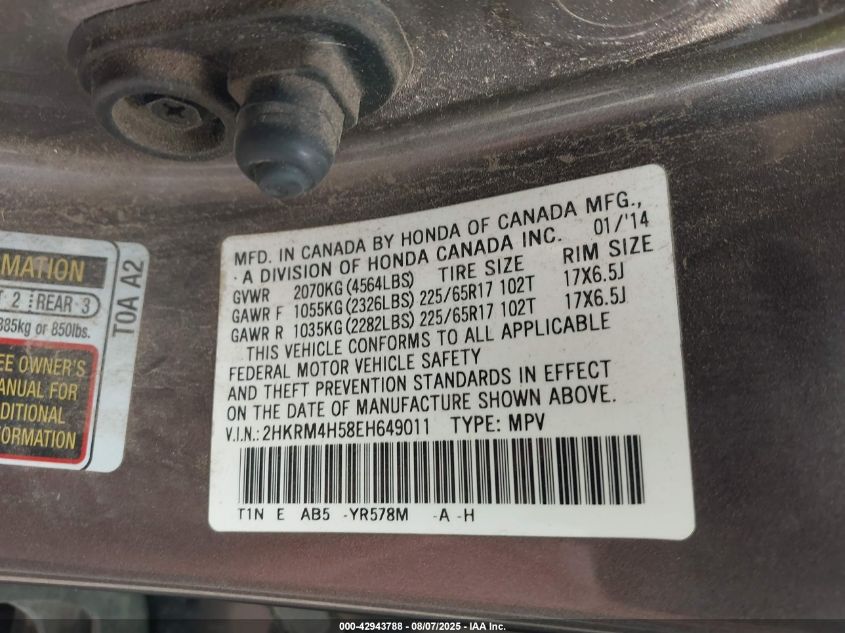 MATION
T 2 REAR 3
385kg or 850lbs.
EE OWNER'S
ANUAL FOR
DITIONAL
FORMATION
T0A A2
MFD. IN CANADA BY HONDA OF CANADA MFG.,
A DIVISION OF HONDA CANADA INC. 01/'14
TIRE SIZE RIM SIZE
GVWR 2070KG (4564LBS)
GAWR F 1055KG (2326LBS) 225/65R17 102T 17X6.5J
GAWR R 1035KG (2282LBS) 225/65R17 102T 17X6.5J
THIS VEHICLE CONFORMS TO ALL APPLICABLE
FEDERAL MOTOR VEHICLE SAFETY
AND THEFT PREVENTION STANDARDS IN EFFECT
ON THE DATE OF MANUFACTURE SHOWN ABOVE.
V.I.N.: 2HKRM4H58EH649011 TYPE: MPV
T1N E AB5 -YR578M -A -H
000-42943788 - 08/07/2025 - IAA Inc.